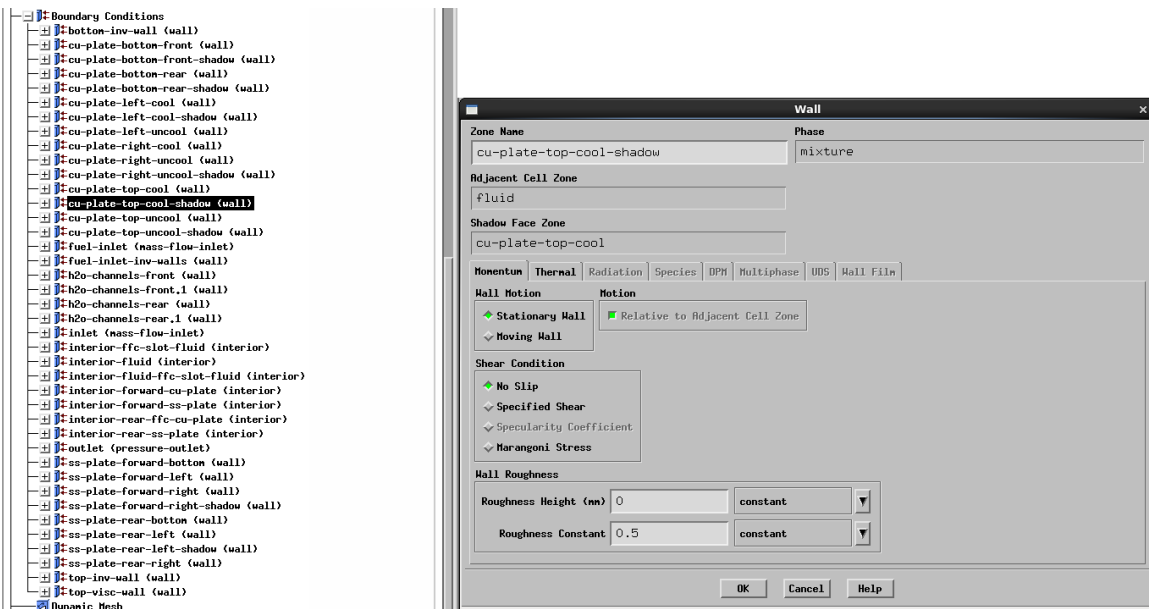 Boundary Conditions
bottom-inv-wall (wall)
cu-plate-bottom-front (wall)
cu-plate-bottom-front-shadow (wall)
cu-plate-bottom-rear (wall)
cu-plate-bottom-rear-shadow (wall)
cu-plate-left-cool (wall)
cu-plate-left-cool-shadow (wall)
cu-plate-left-uncool (wall)
cu-plate-right-cool (wall)
cu-plate-right-uncool (wall)
cu-plate-right-uncool-shadow (wall)
cu-plate-top-cool (wall)
cu-plate-top-cool-shadow (wall)
cu-plate-top-uncool (wall)
cu-plate-top-uncool-shadow (wall)
fuel-inlet (mass-flow-inlet)
fuel-inlet-inv-walls (wall)
h2o-channels-front (wall)
h2o-channels-front.1 (wall)
h2o-channels-rear (wall)
h2o-channels-rear.1 (wall)
inlet (mass-flow-inlet)
interior-ffc-slot-fluid (interior)
interior-fluid (interior)
interior-fluid-ffc-slot-fluid (interior)
interior-forward-cu-plate (interior)
interior-forward-ss-plate (interior)
interior-rear-ffc-cu-plate (interior)
interior-rear-ss-plate (interior)
outlet (pressure-outlet)
ss-plate-forward-bottom (wall)
ss-plate-forward-left (wall)
ss-plate-forward-right (wall)
ss-plate-forward-right-shadow (wall)
ss-plate-rear-bottom (wall)
ss-plate-rear-left (wall)
ss-plate-rear-left-shadow (wall)
ss-plate-rear-right (wall)
top-inv-wall (wall)
top-visc-wall (wall)
Dynamic Mesh
Wall
Zone Name
Phase
cu-plate-top-cool-shadow
mixture
Adjacent Cell Zone
fluid
Shadow Face Zone
cu-plate-top-cool
Momentum Thermal Radiation Species DPM Multiphase UDS Wall Film
Wall Motion
Motion
Stationary Wall
Relative to Adjacent Cell Zone
Moving Wall
Shear Condition
No Slip
Specified Shear
Specularity Coefficient
Marangoni Stress
Wall Roughness
Roughness Height (mm) 0 constant
Roughness Constant 0.5 constant
OK Cancel Help